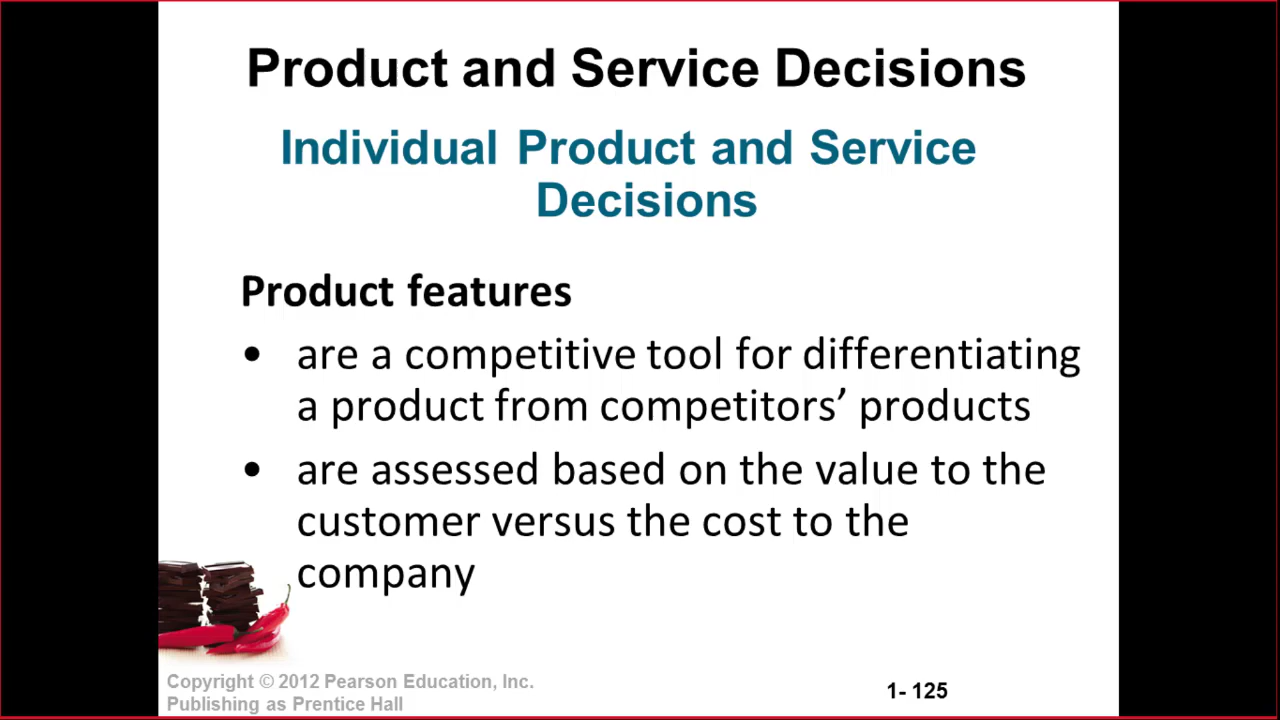 Product and Service Decisions
Individual Product and Service
Decisions
Product features
• are a competitive tool for differentiating
a product from competitors’ products
• are assessed based on the value to the
customer versus the cost to the
company
Copyright © 2012 Pearson Education, Inc.
Publishing as Prentice Hall
1- 125